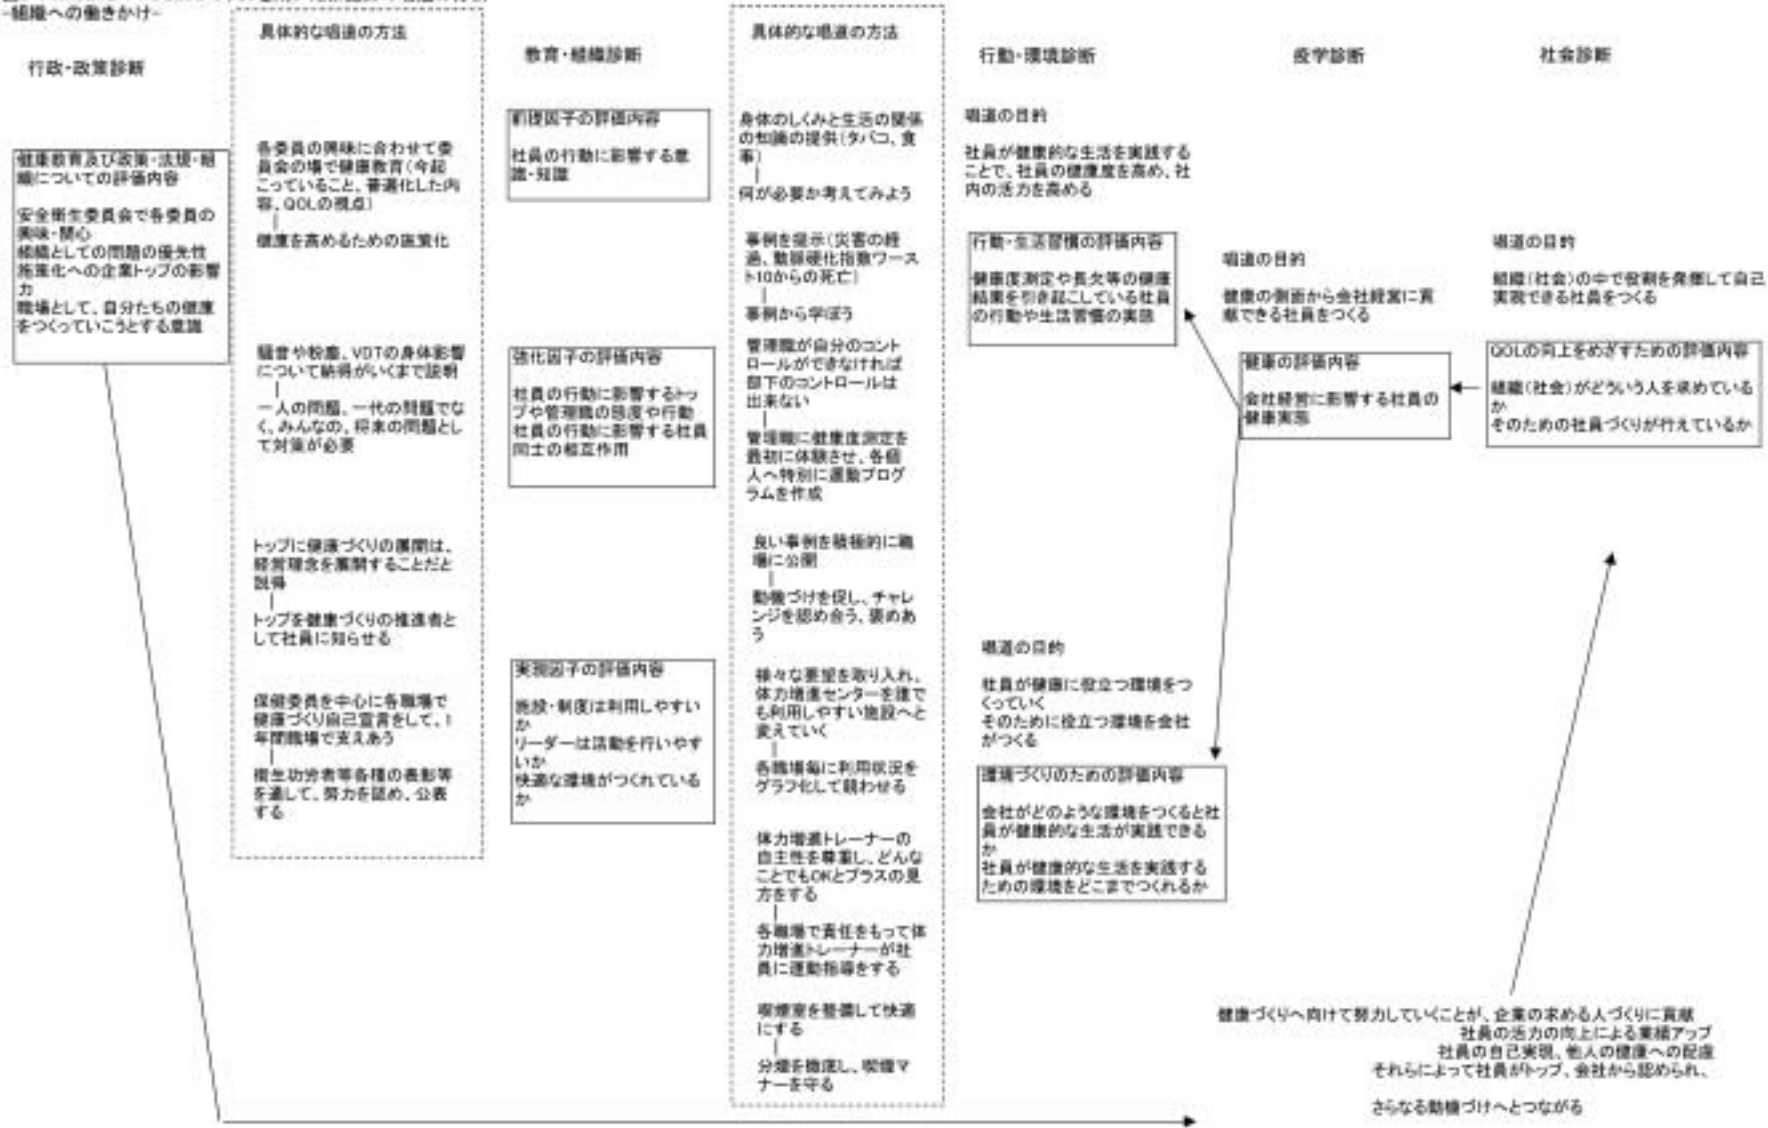 -組織への働きかけ-
行政・政策診断
健康教育及び政策・法規・組
織についての評価内容
安全衛生委員会で各委員の
興味・関心
組織としての問題の優先性
施策化への企業トップの影響
力
職場として、自分たちの健康
をつくっていこうとする意識
具体的な唱道の方法
各委員の興味に合わせて委
員会の場で健康教育(今起
こっていること、普遍化した内
容、QOLの視点)
健康を高めるための施策化
騒音や粉塵、VDTの身体影響
について納得がいくまで説明
一人の問題、一代の問題でな
く、みんなの、将来の問題とし
て対策が必要
トップに健康づくりの展開は、
経営理念を展開することだと
説得
トップを健康づくりの推進者と
して社員に知らせる
保健委員を中心に各職場で
健康づくり自己宣言をして、1
年間職場で支えあう
衛生功労者等各種の表彰等
を通して、努力を認め、公表
する
教育・組織診断
前提因子の評価内容
社員の行動に影響する意
識・知識
強化因子の評価内容
社員の行動に影響するトッ
プや管理職の態度や行動
社員の行動に影響する社員
同士の相互作用
実現因子の評価内容
施設・制度は利用しやすい
か
リーダーは活動を行いやす
いか
快適な環境がつくれている
か
具体的な唱道の方法
身体のしくみと生活の関係
の知識の提供(タバコ、食
事)
何が必要か考えてみよう
事例を提示(災害の経
過、動脈硬化指数ワース
ト10からの死亡)
事例から学ぼう
管理職が自分のコント
ロールができなければ
部下のコントロールは
出来ない
管理職に健康度測定を
最初に体験させ、各個
人へ特別に運動プログ
ラムを作成
良い事例を積極的に職
場に公開
動機づけを促し、チャレ
ンジを認め合う、褒めあ
う
様々な要望を取り入れ、
体力増進センターを誰で
も利用しやすい施設へと
変えていく
各職場毎に利用状況を
グラフ化して競わせる
体力増進トレーナーの
自主性を尊重し、どんな
ことでもOKとプラスの見
方をする
各職場で責任をもって体
力増進トレーナーが社
員に運動指導をする
喫煙室を整備して快適
にする
分煙を徹底し、喫煙マ
ナーを守る
行動・環境診断
唱道の目的
社員が健康的な生活を実践する
ことで、社員の健康度を高め、社
内の活力を高める
行動・生活習慣の評価内容
健康度測定や長欠等の健康
結果を引き起こしている社員
の行動や生活習慣の実態
唱道の目的
社員が健康に役立つ環境をつ
くっていく
そのために役立つ環境を会社
がつくる
環境づくりのための評価内容
会社がどのような環境をつくると社
員が健康的な生活が実践できる
か
社員が健康的な生活を実践する
ための環境をどこまでつくれるか
疫学診断
唱道の目的
健康の側面から会社経営に貢
献できる社員をつくる
健康の評価内容
会社経営に影響する社員の
健康実態
社会診断
唱道の目的
組織(社会)の中で役割を発揮して自己
実現できる社員をつくる
QOLの向上をめざすための評価内容
組織(社会)がどういう人を求めている
か
そのための社員づくりが行えているか
健康づくりへ向けて努力していくことが、企業の求める人づくりに貢献
社員の活力の向上による業績アップ
社員の自己実現、他人の健康への配慮
それらによって社員がトップ、会社から認められ、
さらなる動機づけへとつながる